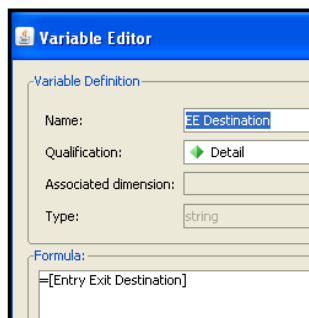 Variable Editor
Variable Definition
Name: EE Destination
Qualification: Detail
Associated dimension:
Type: string
Formula:
=[Entry Exit Destination]